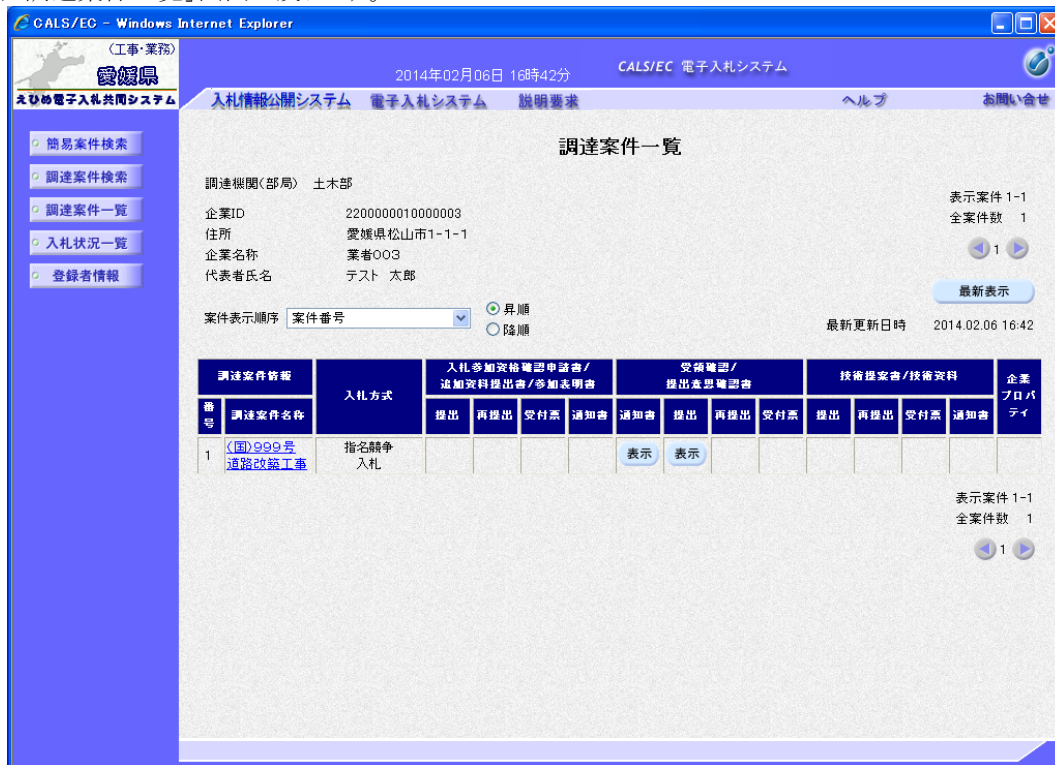 CALS/EC - Windows Internet Explorer
(工事・業務)
愛媛県
えひめ電子入札共同システム
2014年02月06日 16時42分
CALS/EC 電子入札システム
入札情報公開システム 電子入札システム 説明要求 ヘルプ お問い合せ
簡易案件検索
調達案件検索
調達案件一覧
入札状況一覧
登録者情報
調達案件一覧
調達機関(部局) 土木部
企業ID 2200000010000003
住所 愛媛県松山市1-1-1
企業名称 業者003
代表者氏名 テスト 太郎
表示案件 1-1
全案件数 1
1
最新表示
案件表示順序 案件番号
昇順
降順
最新更新日時 2014.02.06 16:42
調達案件情報 入札方式 入札参加資格確認申請書/追加資料提出書/参加表明書 受領確認/提出意思確認書 技術提案書/技術資料 企業プロパティ
番号 調達案件名称 提出 再提出 受付票 通知書 通知書 提出 再提出 受付票 提出 再提出 受付票 通知書
1 (国)999号道路改築工事 指名競争入札 表示 表示
表示案件 1-1
全案件数 1
1